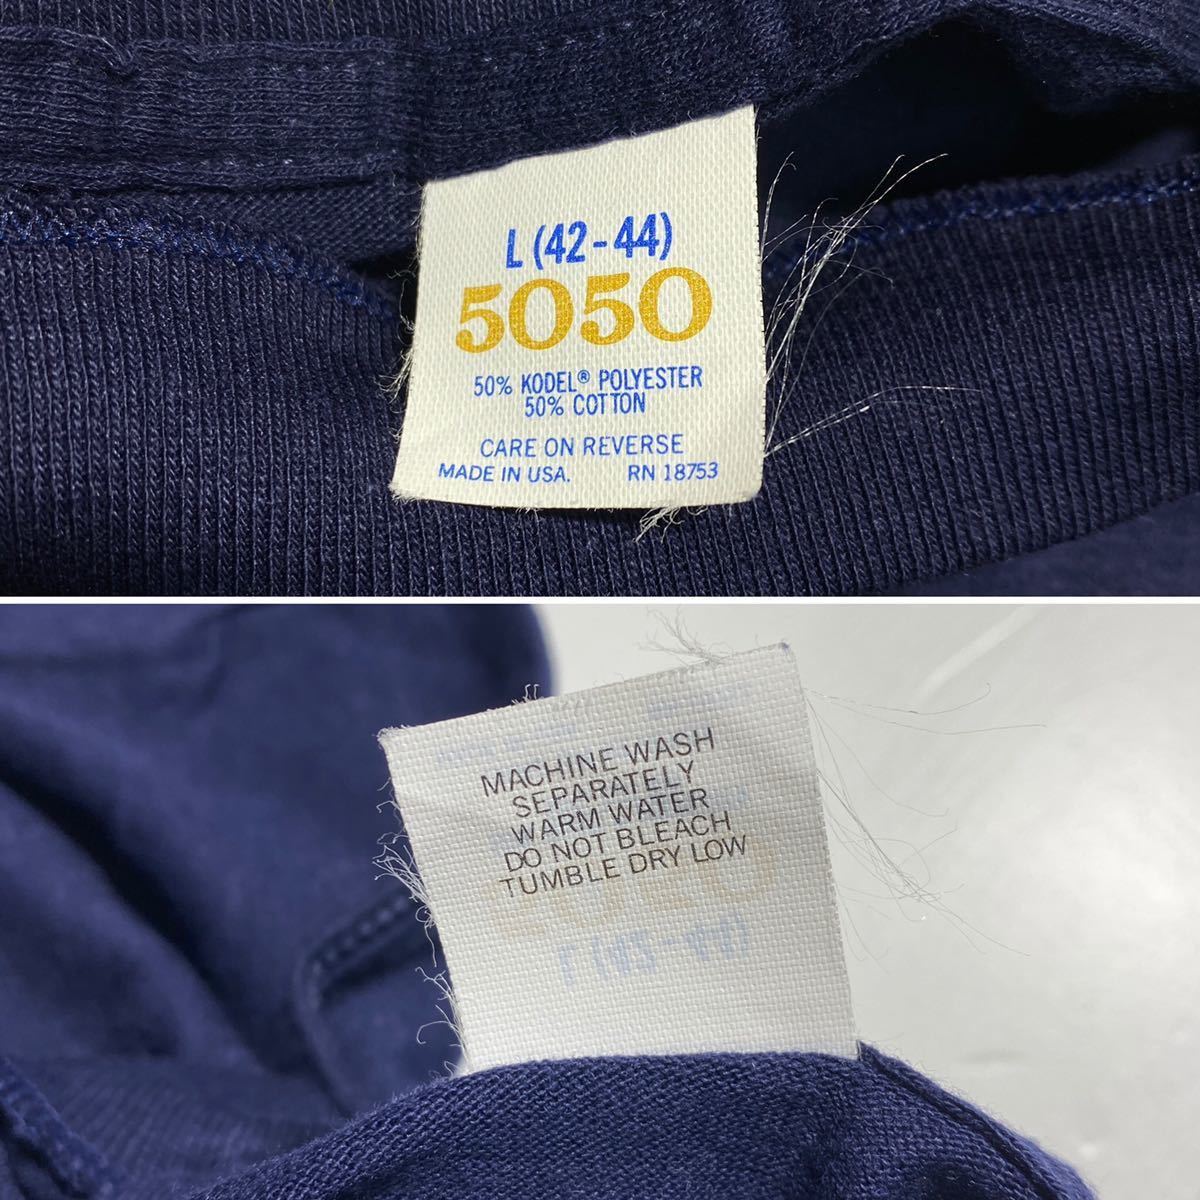 L (42-44)
5050
50% KODEL® POLYESTER
50% COTTON
CARE ON REVERSE
MADE IN USA. RN 18753
MACHINE WASH
SEPARATELY
WARM WATER
DO NOT BLEACH
TUMBLE DRY LOW